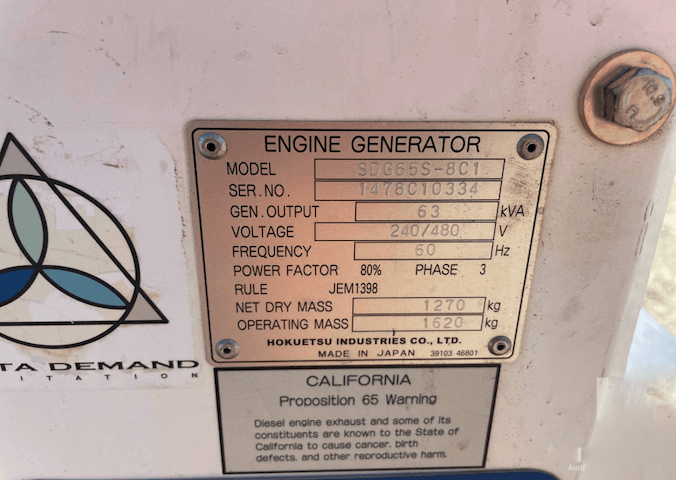 ENGINE GENERATOR
MODEL SDG65S-8C1
SER.NO. 1478C10334
GEN.OUTPUT 63 kVA
VOLTAGE 240/480 V
FREQUENCY 60 Hz
POWER FACTOR 80% PHASE 3
RULE JEM1398
NET DRY MASS 1270 kg
OPERATING MASS 1620 kg
HOKUETSU INDUSTRIES CO., LTD.
MADE IN JAPAN 39103 46801
TA DEMAND
ITATION
CALIFORNIA
Proposition 65 Warning
Diesel engine exhaust and some of its
constituents are known to the State of
California to cause cancer, birth
defects, and other reproductive harm.
10.9